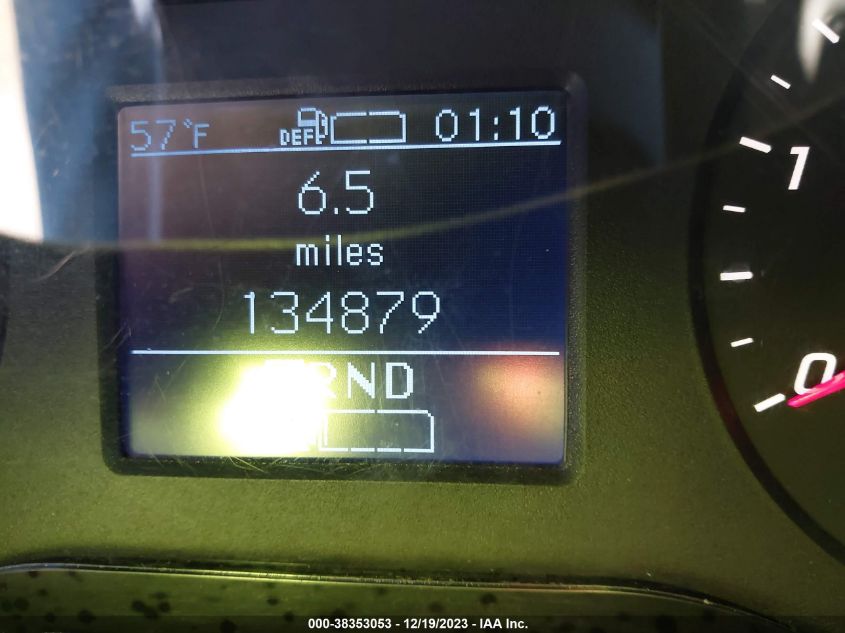 57°F DEF 01:10
6.5
miles
134879
RND
1
0
000-38353053 - 12/19/2023 - IAA Inc.